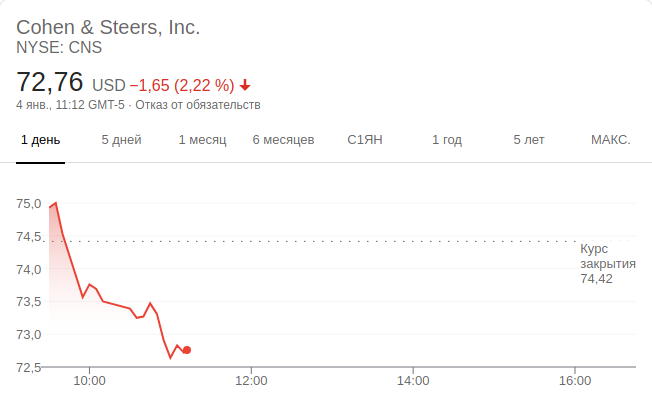 Cohen & Steers, Inc.
NYSE: CNS
72,76 USD −1,65 (2,22 %)
4 янв., 11:12 GMT-5 · Отказ от обязательств
1 день 5 дней 1 месяц 6 месяцев С1ЯН 1 год 5 лет МАКС.
75,0
74,5
Курс
закрытия
74,42
74,0
73,5
73,0
72,5
10:00 12:00 14:00 16:00